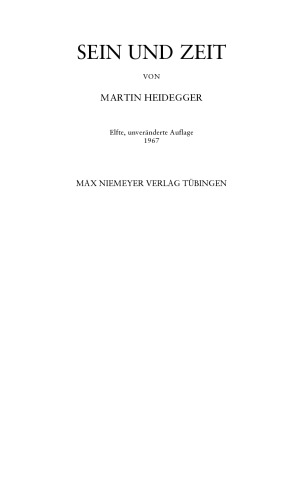 SEIN UND ZEIT
VON
MARTIN HEIDEGGER
Elfte, unveränderte Auflage
1967
MAX NIEMEYER VERLAG TÜBINGEN